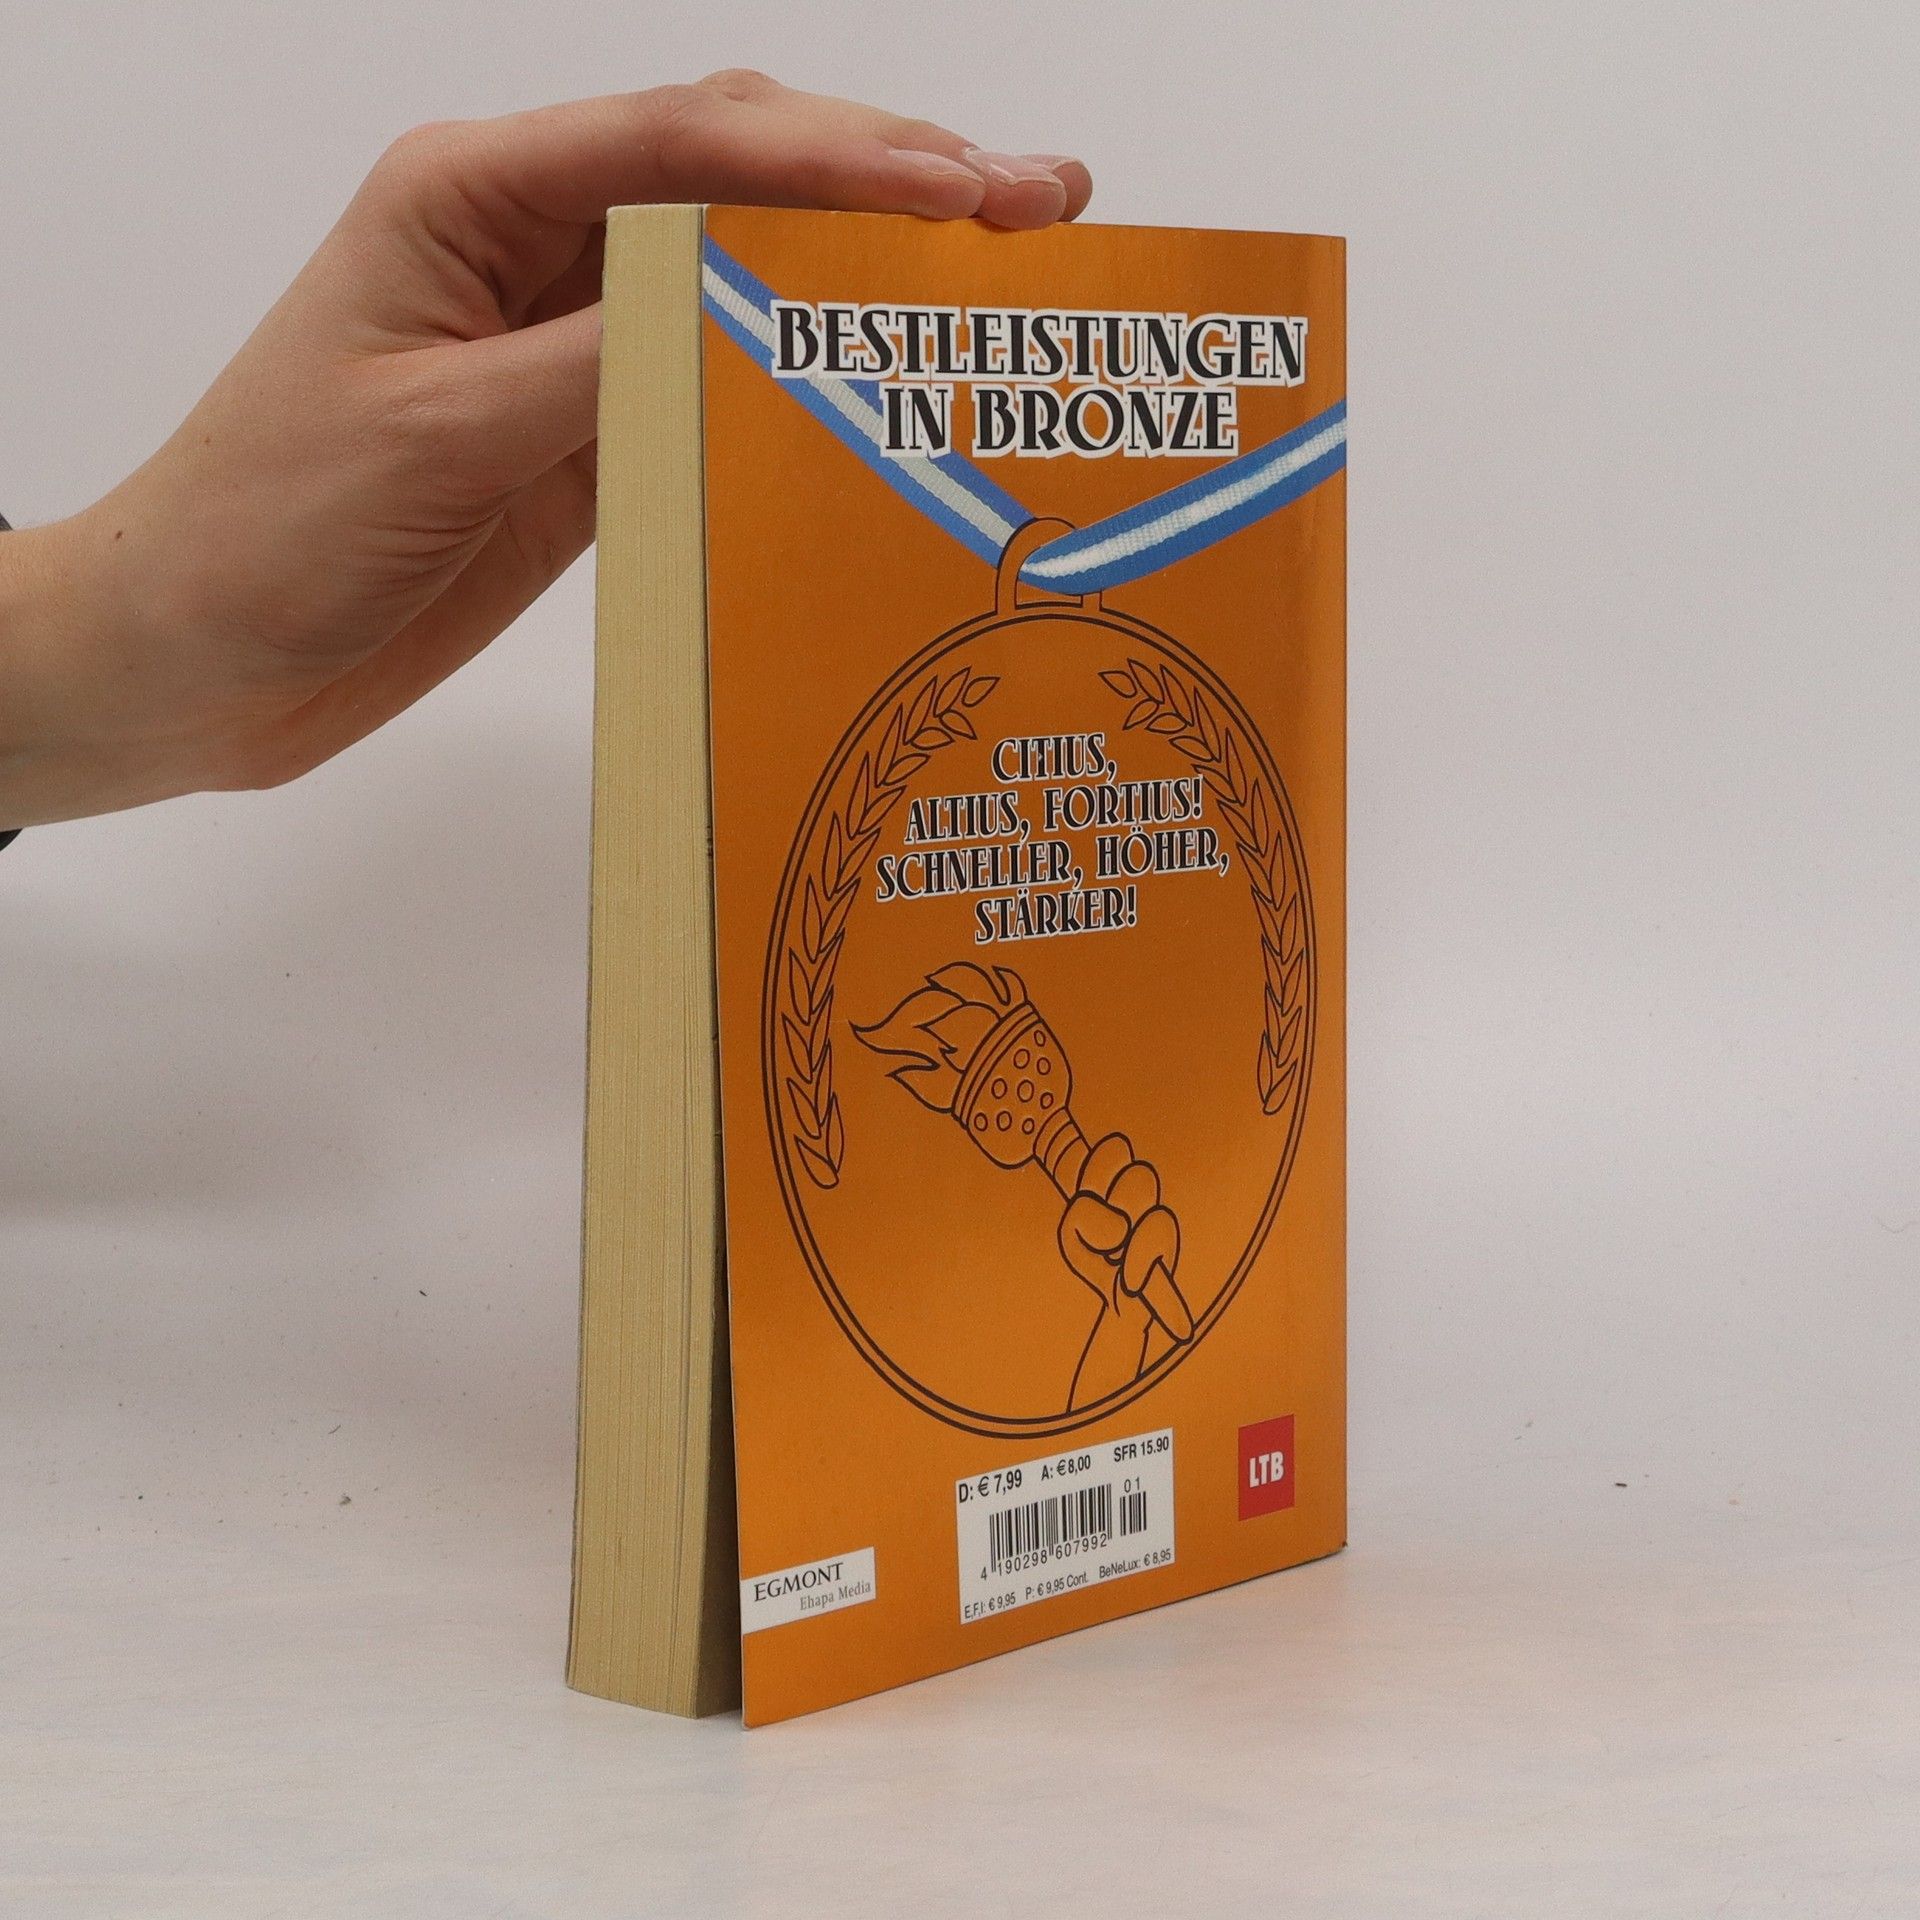 BESTLEISTUNGEN
IN BRONZE
CITIUS,
ALTIUS, FORTIUS!
SCHNELLER, HÖHER,
STÄRKER!
D: € 7,99 A: € 8,00 SFR 15.90
01
4 190298 607992
E,F,I: € 9,95 P: € 9,95 Cont. BeNeLux: € 8,95
LTB
EGMONT
Ehapa Media